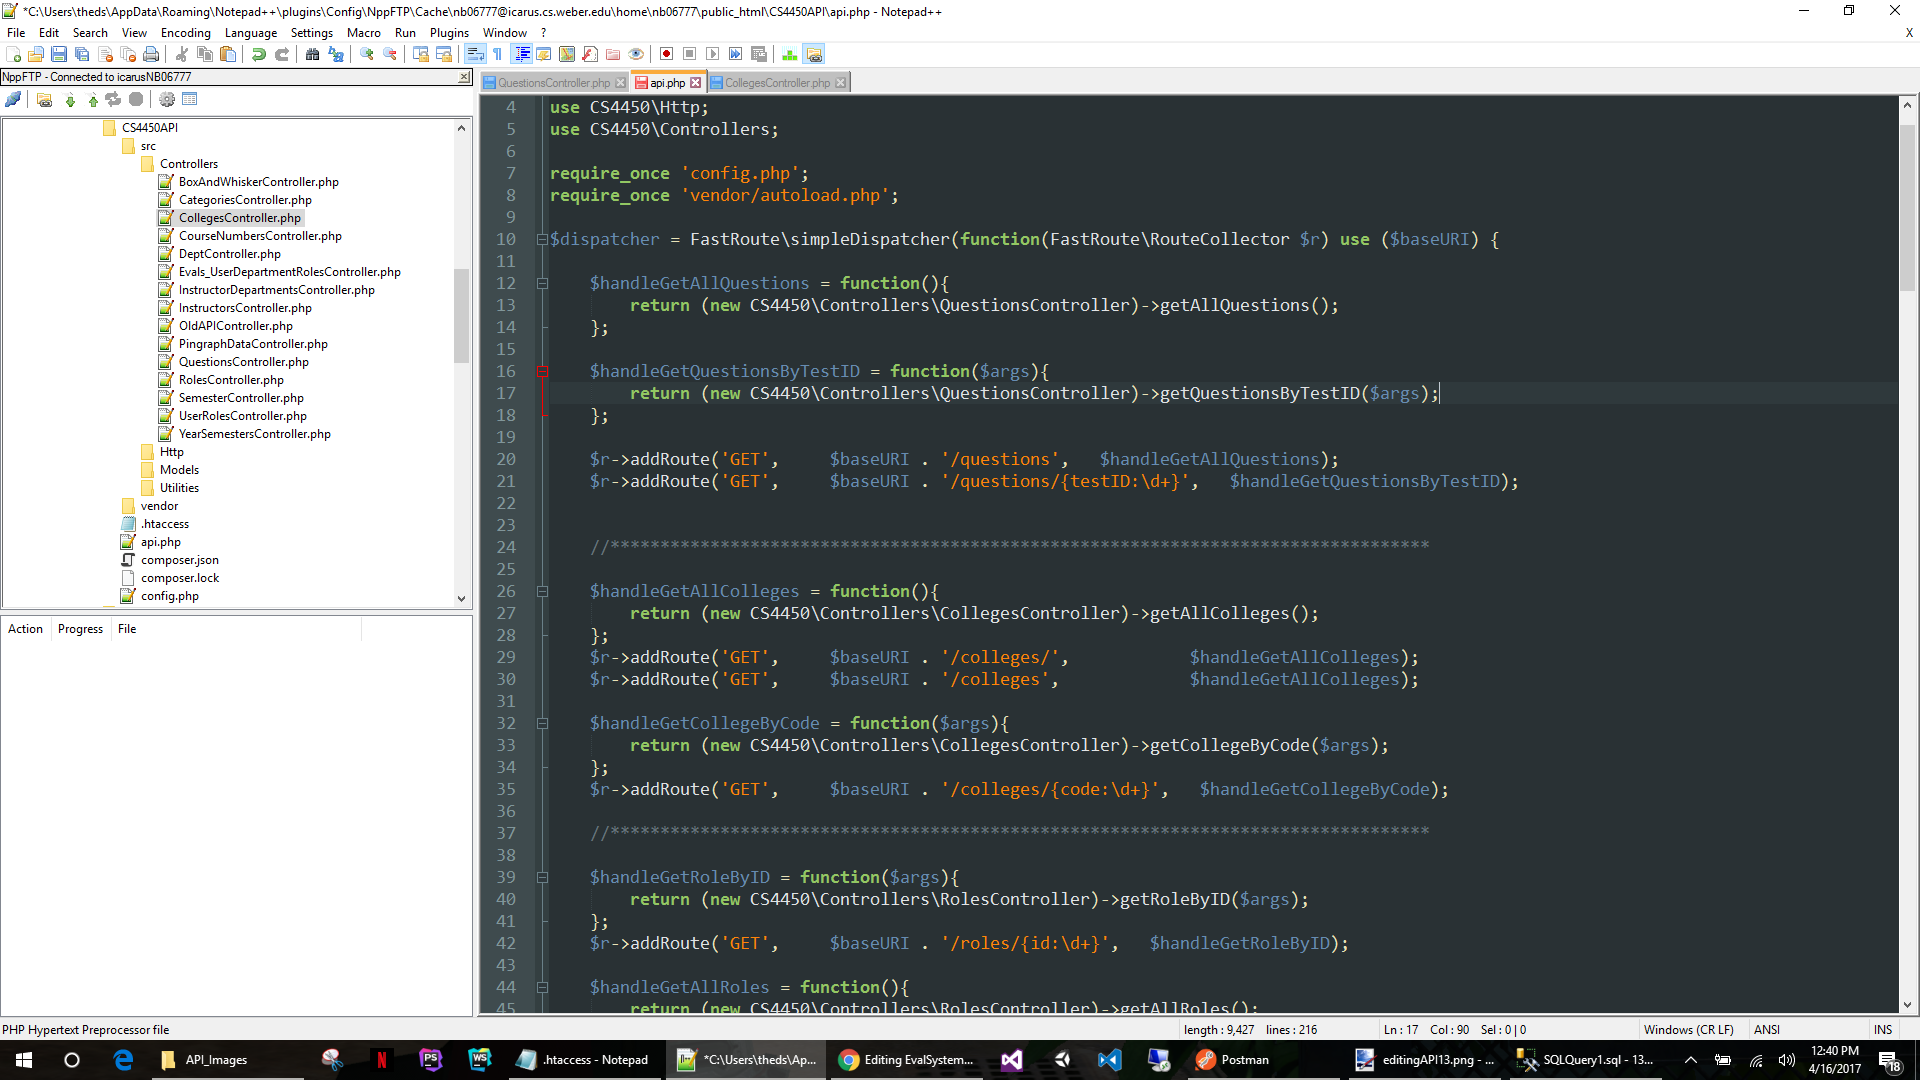 *C:\Users\theds\AppData\Roaming\Notepad++\plugins\Config\NppFTP\Cache\nb06777@icarus.cs.weber.edu\home\nb06777\public_html\CS4450API\api.php - Notepad++
File Edit Search View Encoding Language Settings Macro Run Plugins Window ? X
NppFTP - Connected to icarusNB06777
CS4450API
src
Controllers
BoxAndWhiskerController.php
CategoriesController.php
CollegesController.php
CourseNumbersController.php
DeptController.php
Evals_UserDepartmentRolesController.php
InstructorDepartmentsController.php
InstructorsController.php
OldAPIController.php
PingraphDataController.php
QuestionsController.php
RolesController.php
SemesterController.php
UserRolesController.php
YearSemestersController.php
Http
Models
Utilities
vendor
.htaccess
api.php
composer.json
composer.lock
config.php
Action Progress File
QuestionsController.php api.php CollegesController.php
4 use CS4450\Http;
5 use CS4450\Controllers;
6
7 require_once 'config.php';
8 require_once 'vendor/autoload.php';
9
10 $dispatcher = FastRoute\simpleDispatcher(function(FastRoute\RouteCollector $r) use ($baseURI) {
11
12 $handleGetAllQuestions = function(){
13 return (new CS4450\Controllers\QuestionsController)->getAllQuestions();
14 };
15
16 $handleGetQuestionsByTestID = function($args){
17 return (new CS4450\Controllers\QuestionsController)->getQuestionsByTestID($args);
18 };
19
20 $r->addRoute('GET', $baseURI . '/questions', $handleGetAllQuestions);
21 $r->addRoute('GET', $baseURI . '/questions/{testID:\d+}', $handleGetQuestionsByTestID);
22
23
24 //**********************************************************************************
25
26 $handleGetAllColleges = function(){
27 return (new CS4450\Controllers\CollegesController)->getAllColleges();
28 };
29 $r->addRoute('GET', $baseURI . '/colleges/', $handleGetAllColleges);
30 $r->addRoute('GET', $baseURI . '/colleges', $handleGetAllColleges);
31
32 $handleGetCollegeByCode = function($args){
33 return (new CS4450\Controllers\CollegesController)->getCollegeByCode($args);
34 };
35 $r->addRoute('GET', $baseURI . '/colleges/{code:\d+}', $handleGetCollegeByCode);
36
37 //**********************************************************************************
38
39 $handleGetRoleByID = function($args){
40 return (new CS4450\Controllers\RolesController)->getRoleByID($args);
41 };
42 $r->addRoute('GET', $baseURI . '/roles/{id:\d+}', $handleGetRoleByID);
43
44 $handleGetAllRoles = function(){
45 return (new CS4450\Controllers\RolesController)->getAllRoles();
PHP Hypertext Preprocessor file length : 9,427 lines : 216 Ln : 17 Col : 90 Sel : 0 | 0 Windows (CR LF) ANSI INS
API_Images .htaccess - Notepad *C:\Users\theds\Ap... Editing EvalSystem... Postman editingAPI13.png - ... SQLQuery1.sql - 13... 12:40 PM
4/16/2017 18